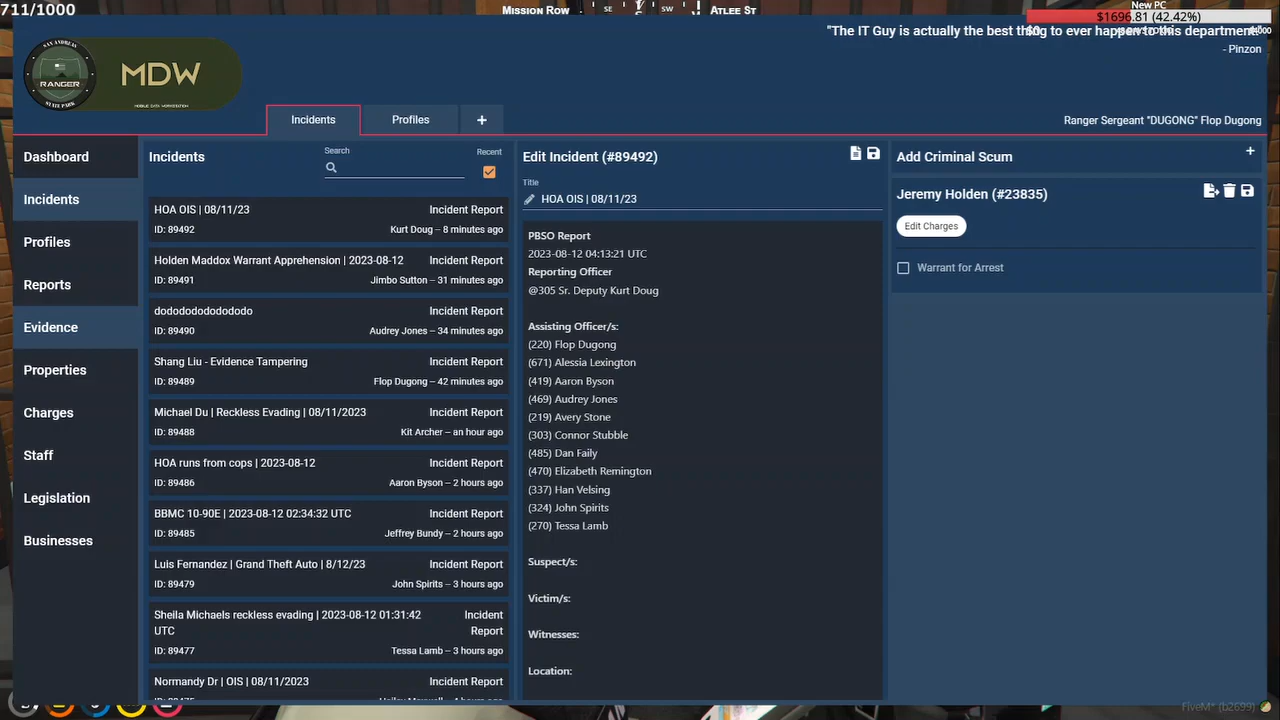 711/1000
Mission Row
SE
SW
Atlee St
New PC
$1696.81 (42.42%)
"The IT Guy is actually the best thing to ever happen to this department."
- Pinzon
SAN ANDREAS
RANGER
STATE PARK
MDW
MOBILE DATA WORKSTATION
Incidents
Profiles
+
Ranger Sergeant "DUGONG" Flop Dugong
Dashboard
Incidents
Profiles
Reports
Evidence
Properties
Charges
Staff
Legislation
Businesses
Incidents
Search
Recent
HOA OIS | 08/11/23 Incident Report
ID: 89492 Kurt Doug – 8 minutes ago
Holden Maddox Warrant Apprehension | 2023-08-12 Incident Report
ID: 89491 Jimbo Sutton – 31 minutes ago
dodododododododo Incident Report
ID: 89490 Audrey Jones – 34 minutes ago
Shang Liu - Evidence Tampering Incident Report
ID: 89489 Flop Dugong – 42 minutes ago
Michael Du | Reckless Evading | 08/11/2023 Incident Report
ID: 89488 Kit Archer – an hour ago
HOA runs from cops | 2023-08-12 Incident Report
ID: 89486 Aaron Byson – 2 hours ago
BBMC 10-90E | 2023-08-12 02:34:32 UTC Incident Report
ID: 89485 Jeffrey Bundy – 2 hours ago
Luis Fernandez | Grand Theft Auto | 8/12/23 Incident Report
ID: 89479 John Spirits – 3 hours ago
Sheila Michaels reckless evading | 2023-08-12 01:31:42 Incident
UTC Report
ID: 89477 Tessa Lamb – 3 hours ago
Normandy Dr | OIS | 08/11/2023 Incident Report
Edit Incident (#89492)
Title
HOA OIS | 08/11/23
PBSO Report
2023-08-12 04:13:21 UTC
Reporting Officer
@305 Sr. Deputy Kurt Doug
Assisting Officer/s:
(220) Flop Dugong
(671) Alessia Lexington
(419) Aaron Byson
(469) Audrey Jones
(219) Avery Stone
(303) Connor Stubble
(485) Dan Faily
(470) Elizabeth Remington
(337) Han Velsing
(324) John Spirits
(270) Tessa Lamb
Suspect/s:
Victim/s:
Witnesses:
Location:
Add Criminal Scum
+
Jeremy Holden (#23835)
Edit Charges
Warrant for Arrest
FiveM* (b2699)